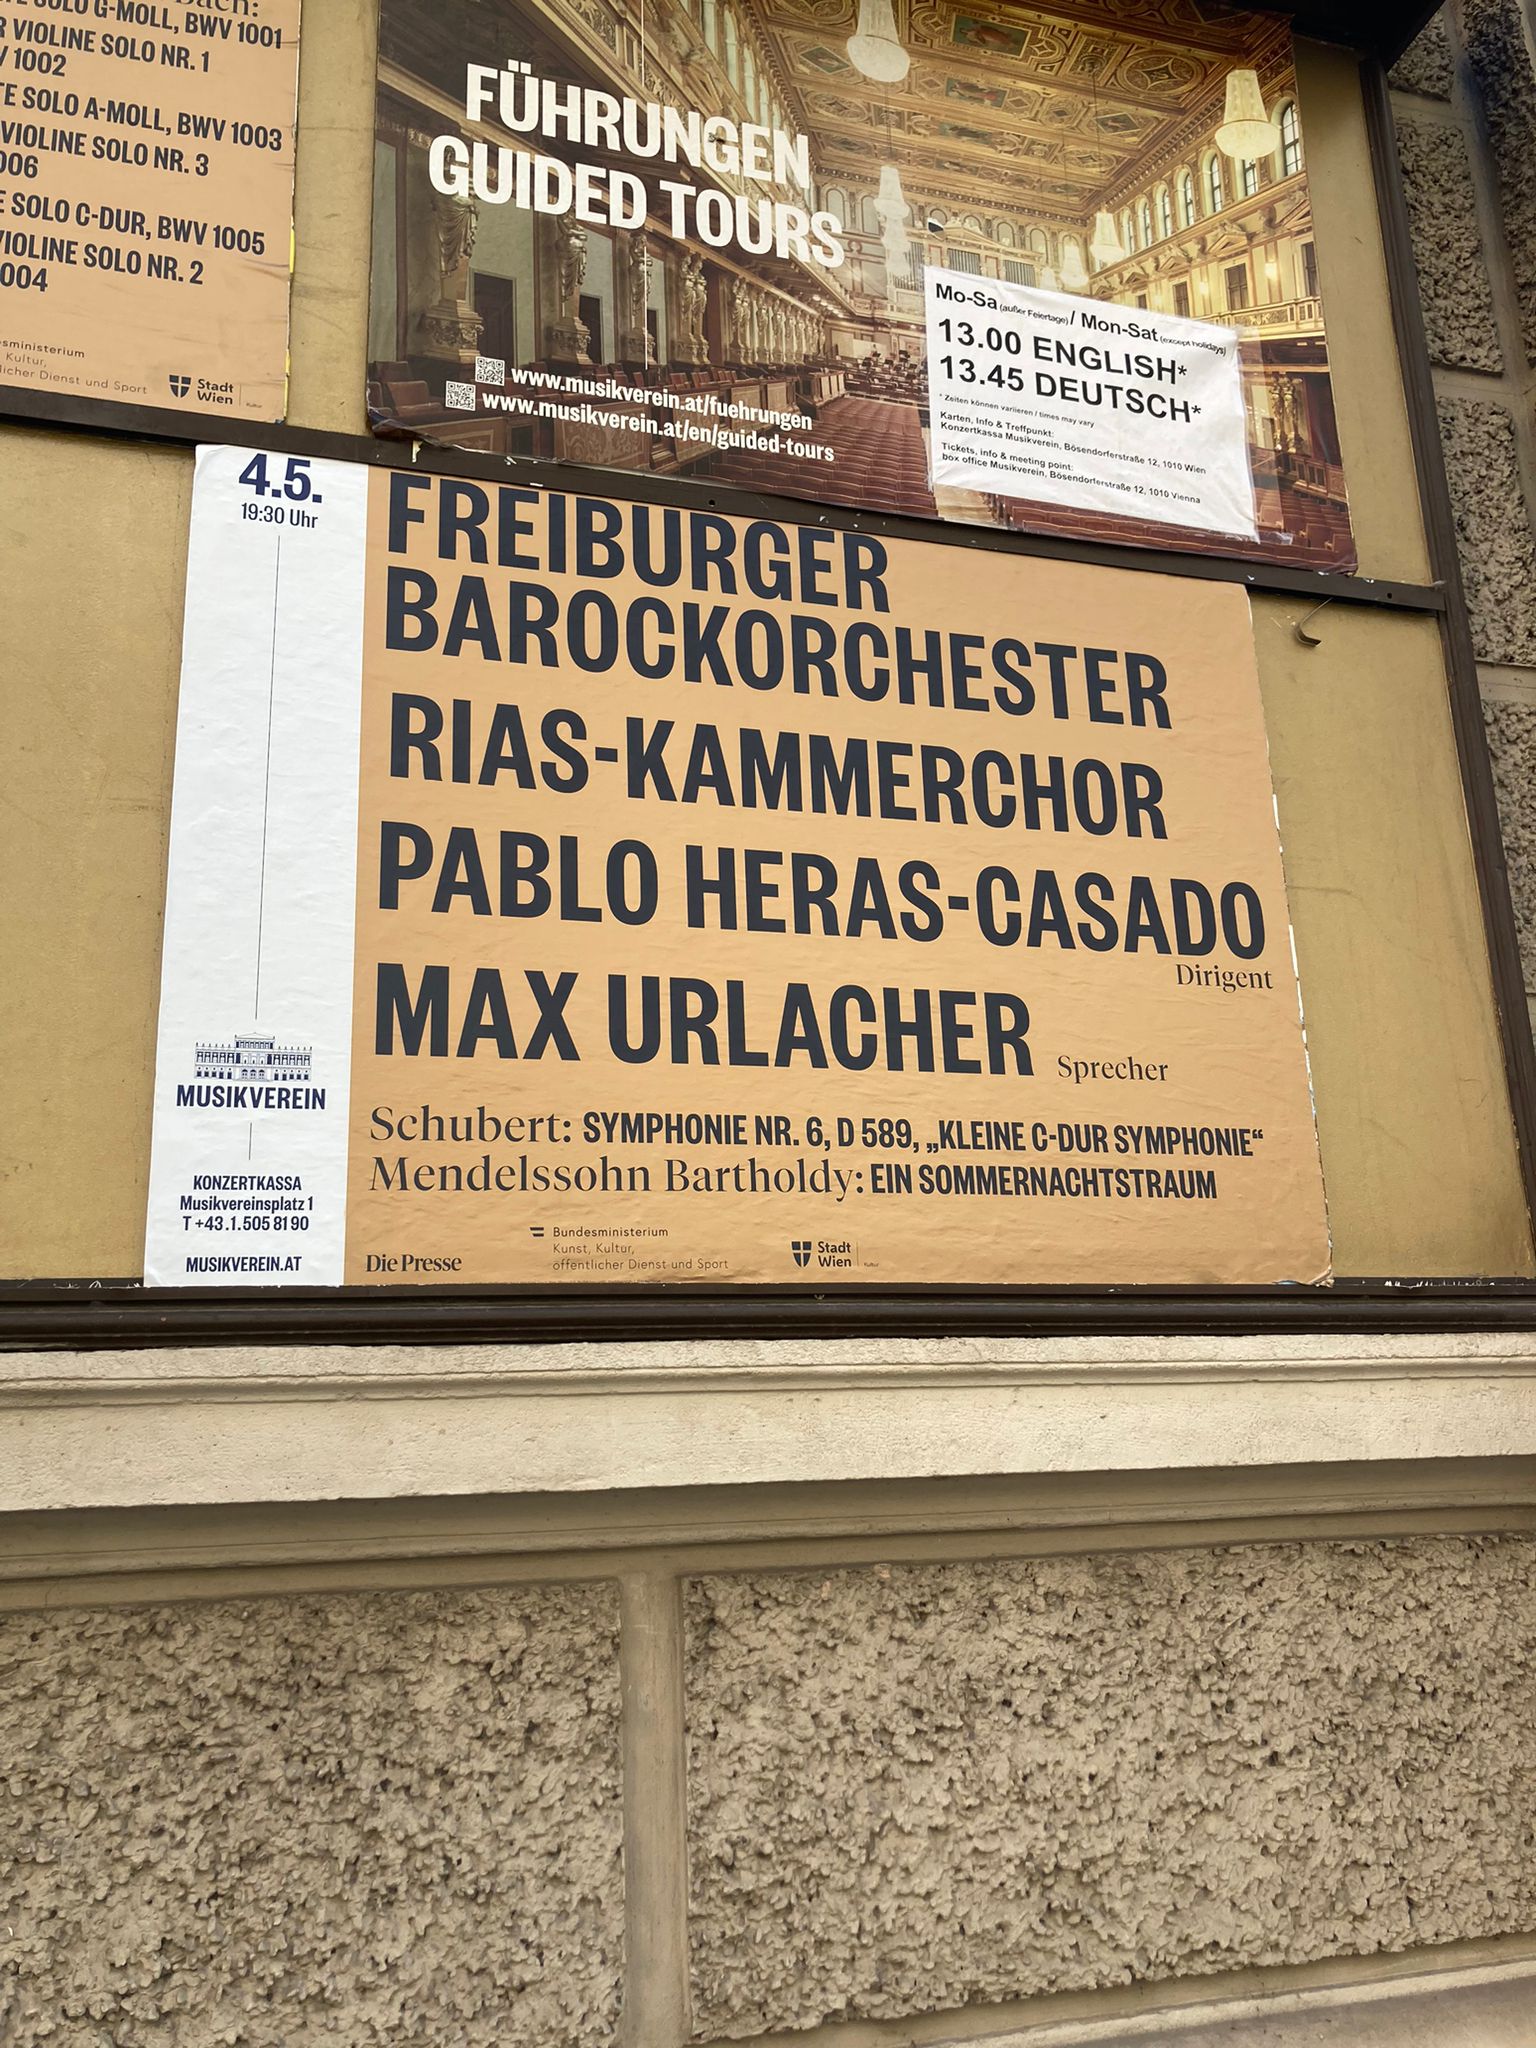 SOLO G-MOLL, BWV 1001
VIOLINE SOLO NR. 1
1002
SOLO A-MOLL, BWV 1003
VIOLINE SOLO NR. 3
006
SOLO C-DUR, BWV 1005
VIOLINE SOLO NR. 2
004
Kultur,
licher Dienst und Sport
Stadt
Wien
Kultur
FÜHRUNGEN
GUIDED TOURS
www.musikverein.at/fuehrungen
www.musikverein.at/en/guided-tours
Mo-Sa (außer Feiertage) / Mon-Sat (except holidays)
13.00 ENGLISH*
13.45 DEUTSCH*
* Zeiten können variieren / times may vary
Karten, Info & Treffpunkt:
Konzertkassa Musikverein, Bösendorferstraße 12, 1010 Wien
Tickets, info & meeting point:
box office Musikverein, Bösendorferstraße 12, 1010 Vienna
4.5.
19:30 Uhr
MUSIKVEREIN
KONZERTKASSA
Musikvereinsplatz 1
T +43.1.505 81 90
MUSIKVEREIN.AT
FREIBURGER
BAROCKORCHESTER
RIAS-KAMMERCHOR
PABLO HERAS-CASADO
Dirigent
MAX URLACHER Sprecher
Schubert: SYMPHONIE NR. 6, D 589, „KLEINE C-DUR SYMPHONIE“
Mendelssohn Bartholdy: EIN SOMMERNACHTSTRAUM
Die Presse
Bundesministerium
Kunst, Kultur,
öffentlicher Dienst und Sport
Stadt
Wien
Kultur